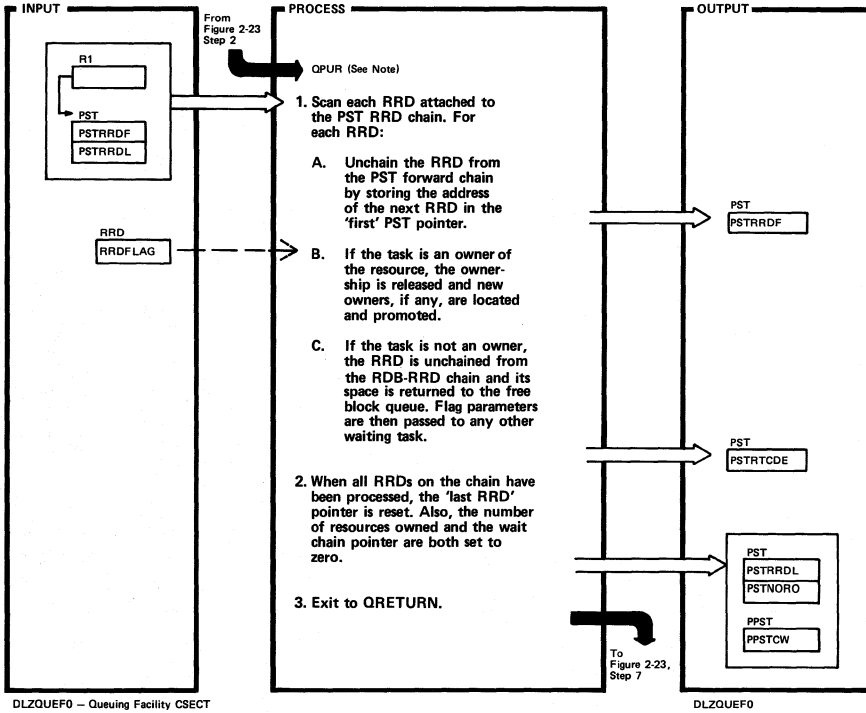 INPUT
From
Figure 2-23
Step 2
PROCESS
OUTPUT
R1
PST
PSTRRDF
PSTRRDL
RRD
RRDFLAG
QPUR (See Note)
1. Scan each RRD attached to
the PST RRD chain. For
each RRD:
A. Unchain the RRD from
the PST forward chain
by storing the address
of the next RRD in the
'first' PST pointer.
B. If the task is an owner of
the resource, the owner-
ship is released and new
owners, if any, are located
and promoted.
C. If the task is not an owner,
the RRD is unchained from
the RDB-RRD chain and its
space is returned to the free
block queue. Flag parameters
are then passed to any other
waiting task.
2. When all RRDs on the chain have
been processed, the 'last RRD'
pointer is reset. Also, the number
of resources owned and the wait
chain pointer are both set to
zero.
3. Exit to QRETURN.
To
Figure 2-23,
Step 7
PST
PSTRRDF
PST
PSTRTCDE
PST
PSTRRDL
PSTNORO
PPST
PPSTCW
DLZQUEF0 — Queuing Facility CSECT
DLZQUEF0